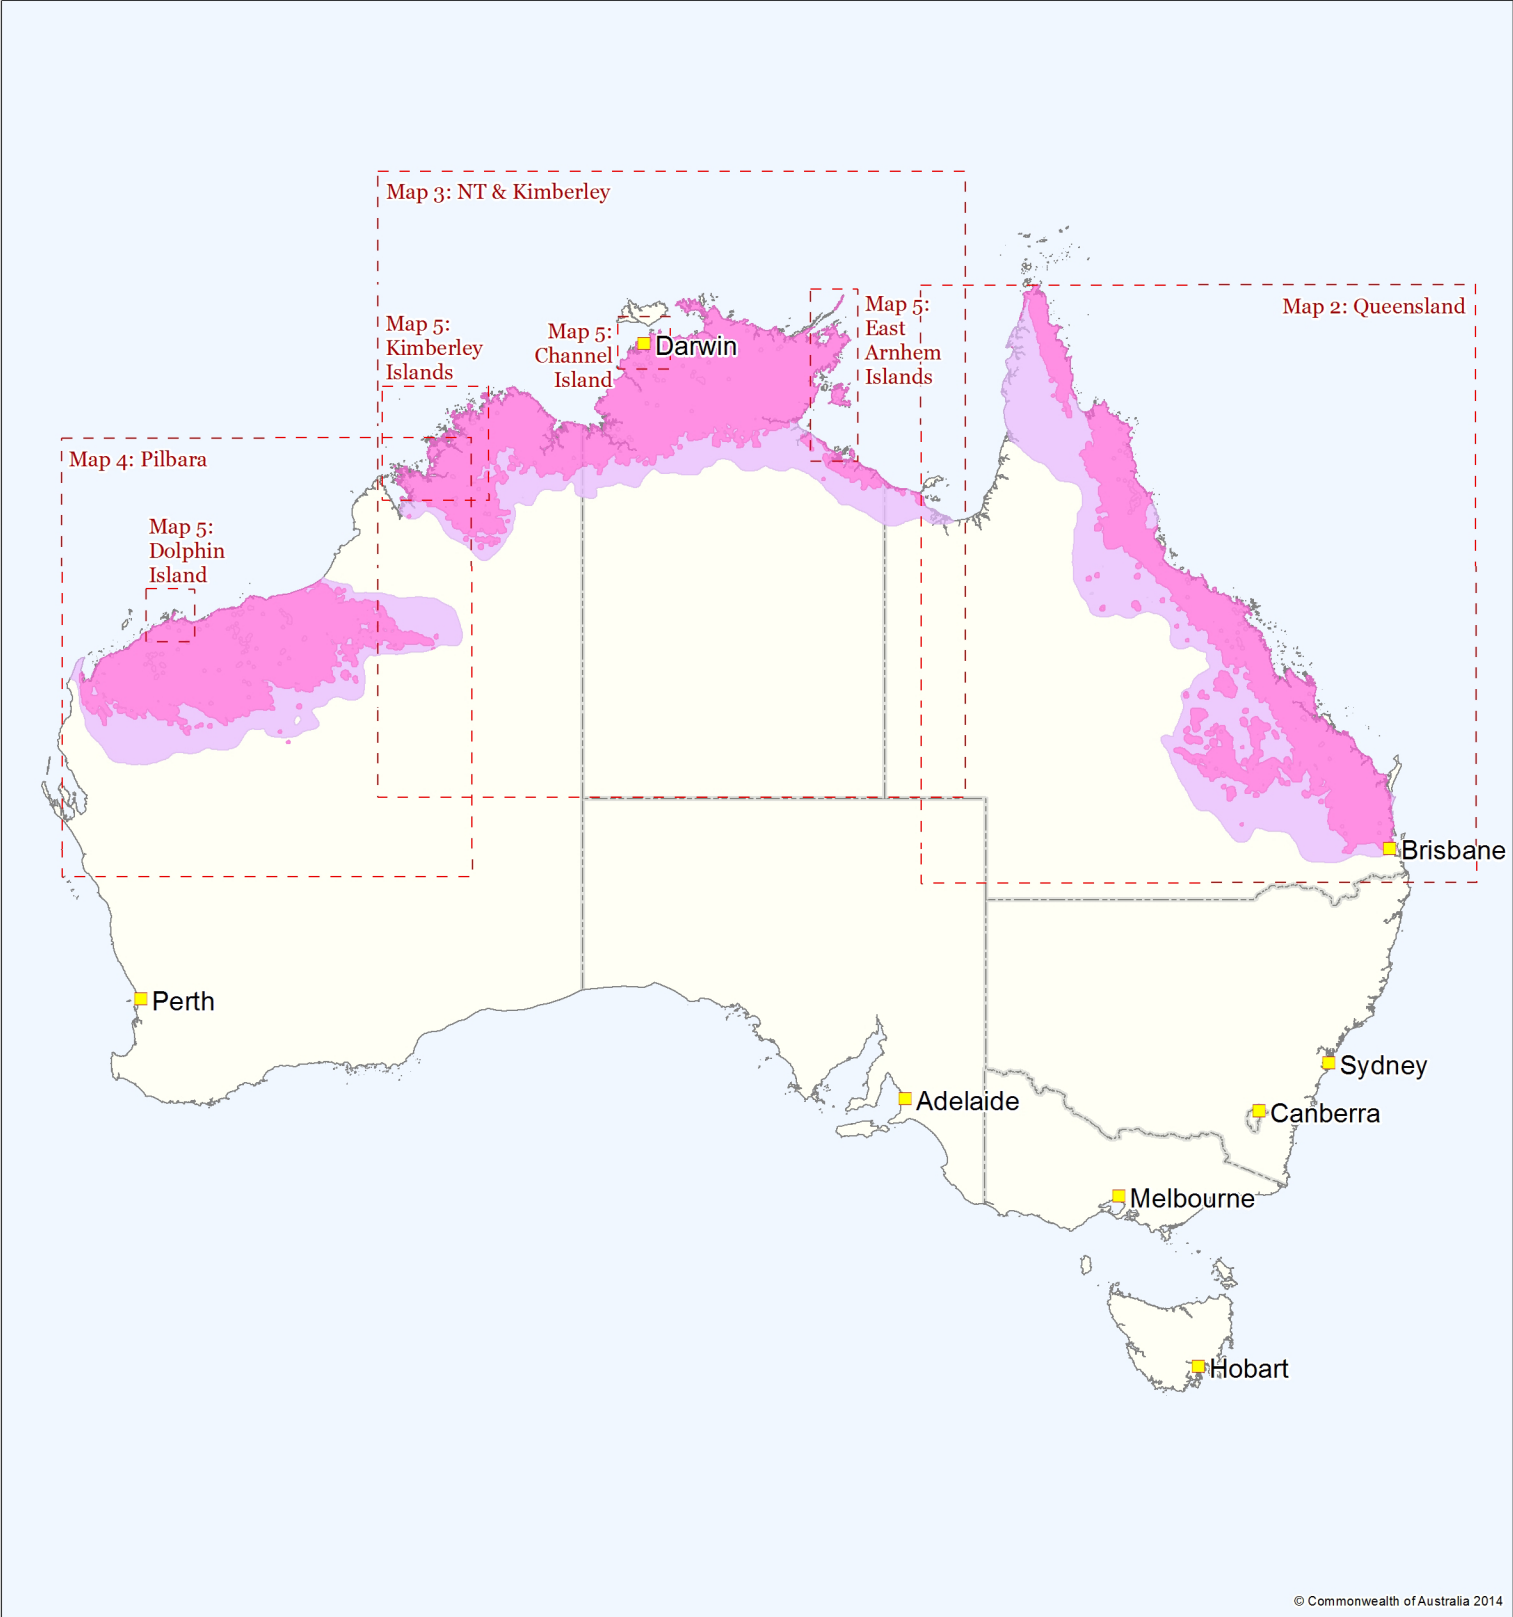 Map 3: NT & Kimberley
Map 5:
Kimberley
Islands
Map 5:
Channel
Island
Darwin
Map 5:
East
Arnhem
Islands
Map 2: Queensland
Map 4: Pilbara
Map 5:
Dolphin
Island
Brisbane
Perth
Sydney
Adelaide
Canberra
Melbourne
Hobart
© Commonwealth of Australia 2014